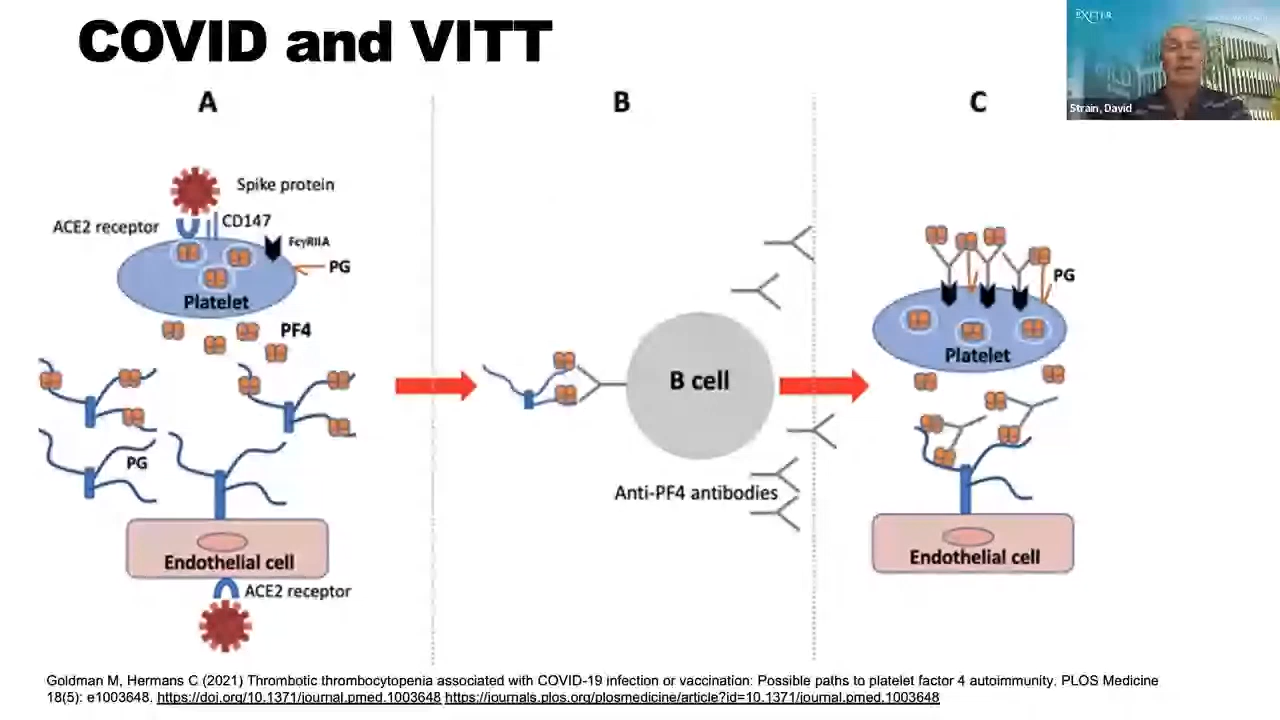 COVID and VITT
EXETER
Strain, David
A
B
C
Spike protein
ACE2 receptor
CD147
FcγRIIA
PG
Platelet
PF4
PG
Endothelial cell
ACE2 receptor
B cell
Anti-PF4 antibodies
PG
Platelet
Endothelial cell
Goldman M, Hermans C (2021) Thrombotic thrombocytopenia associated with COVID-19 infection or vaccination: Possible paths to platelet factor 4 autoimmunity. PLOS Medicine
18(5): e1003648. https://doi.org/10.1371/journal.pmed.1003648 https://journals.plos.org/plosmedicine/article?id=10.1371/journal.pmed.1003648